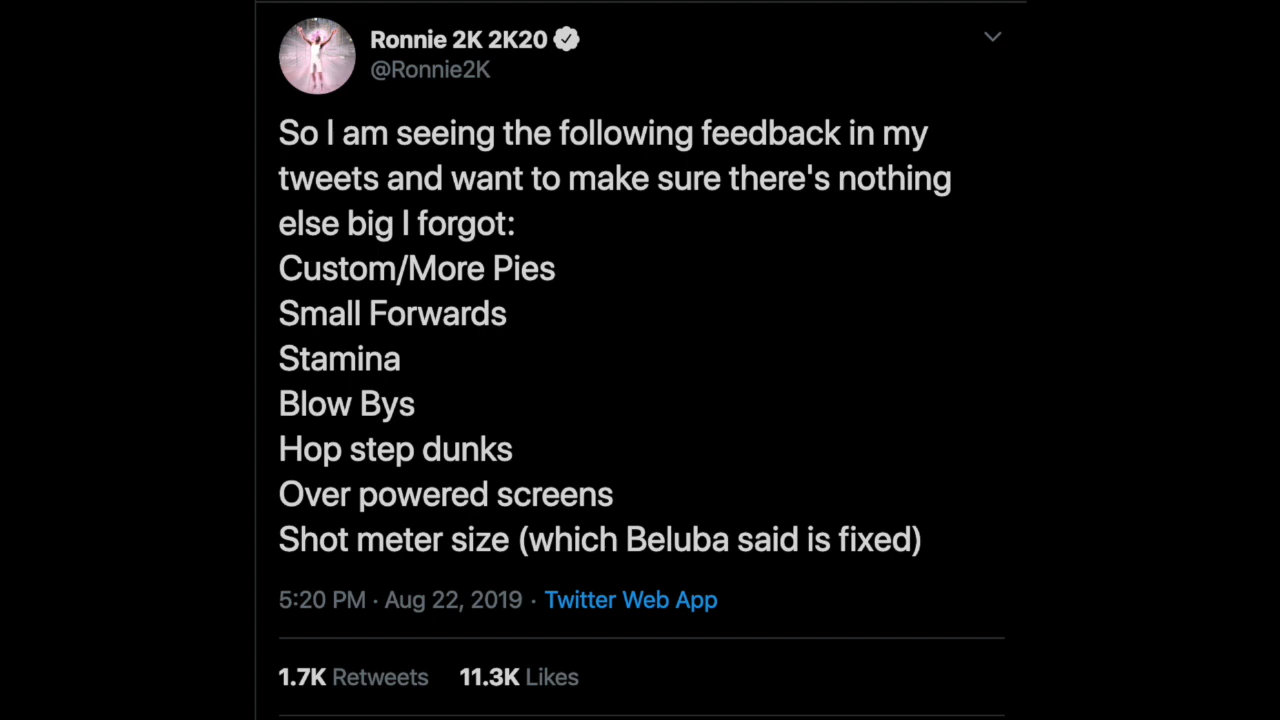 Ronnie 2K 2K20
@Ronnie2K
So I am seeing the following feedback in my
tweets and want to make sure there's nothing
else big I forgot:
Custom/More Pies
Small Forwards
Stamina
Blow Bys
Hop step dunks
Over powered screens
Shot meter size (which Beluba said is fixed)
5:20 PM · Aug 22, 2019 · Twitter Web App
1.7K Retweets 11.3K Likes